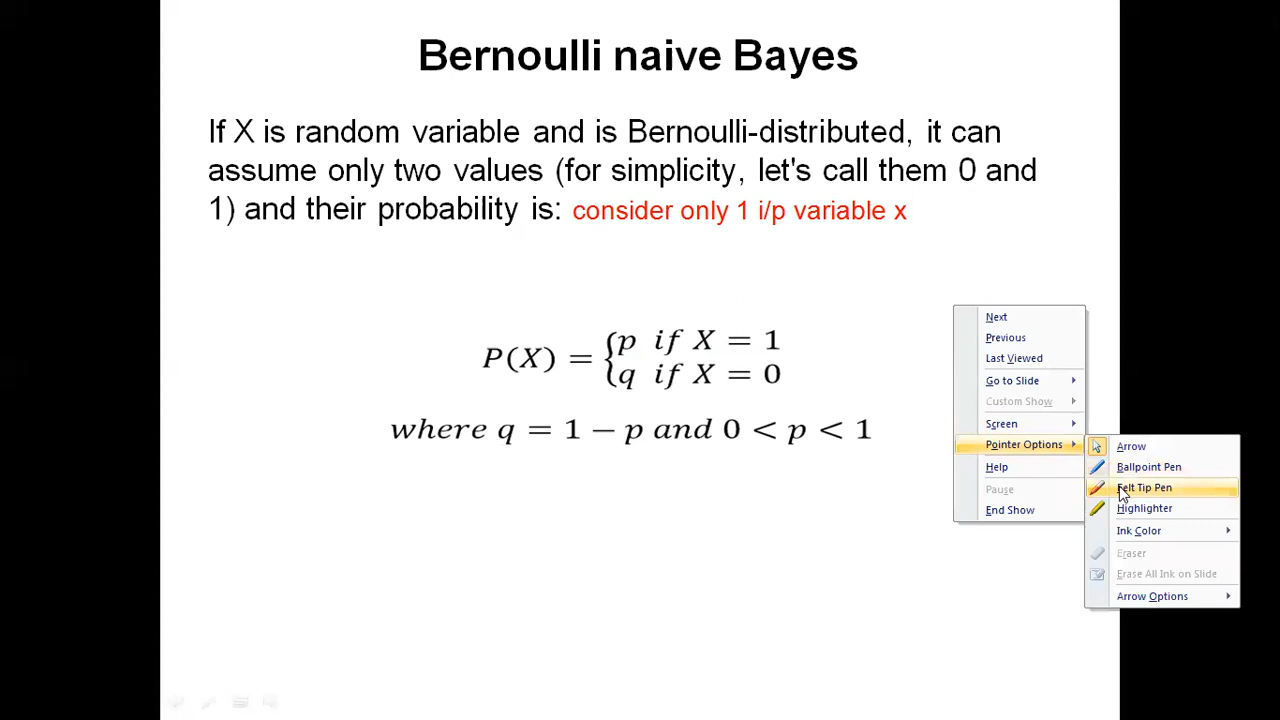 Bernoulli naive Bayes
If X is random variable and is Bernoulli-distributed, it can
assume only two values (for simplicity, let's call them 0 and
1) and their probability is: consider only 1 i/p variable x
P(X) = {p if X = 1
q if X = 0
where q = 1 − p and 0 < p < 1
Next
Previous
Last Viewed
Go to Slide
Custom Show
Screen
Pointer Options
Help
Pause
End Show
Arrow
Ballpoint Pen
Felt Tip Pen
Highlighter
Ink Color
Eraser
Erase All Ink on Slide
Arrow Options